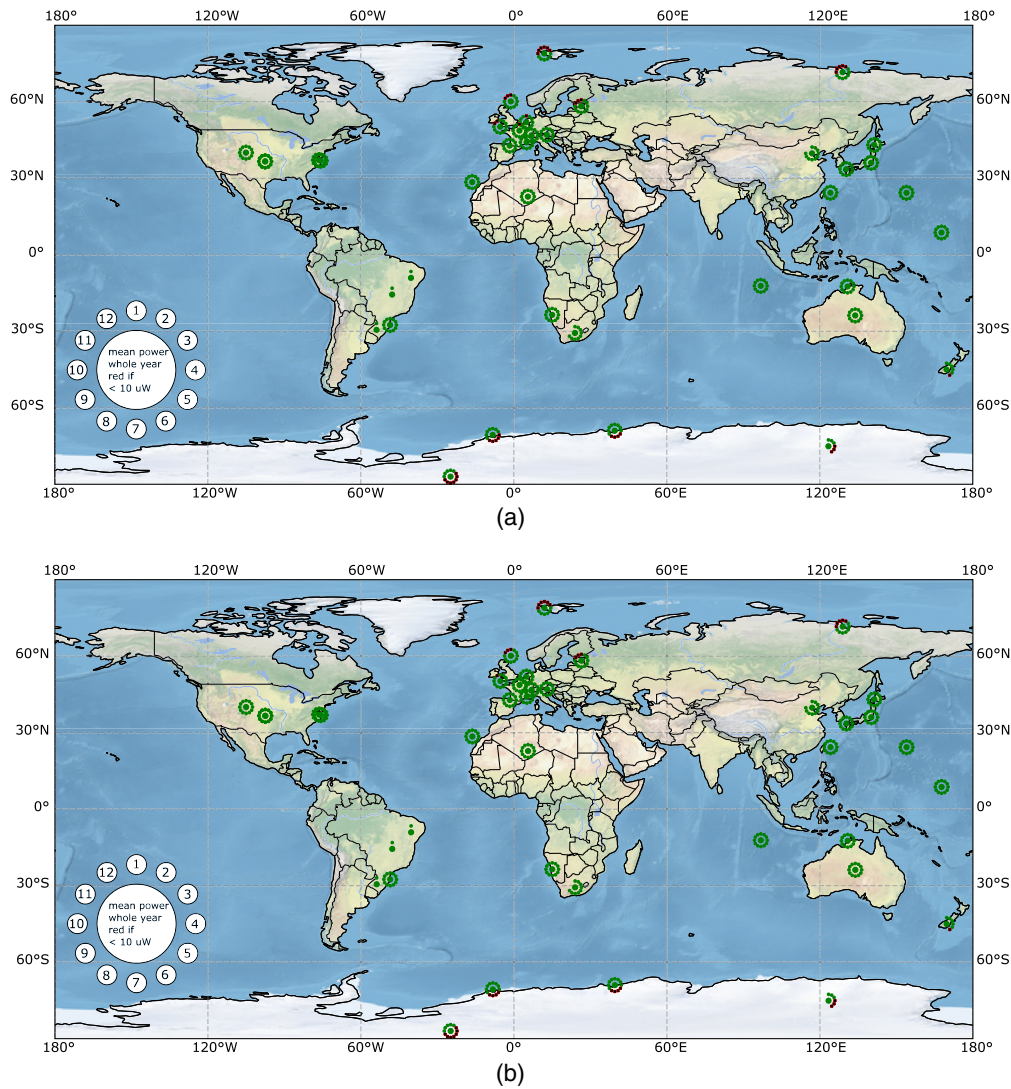 180° 120°W 60°W 0° 60°E 120°E 180°
60°N 60°N
30°N 30°N
0° 0°
30°S 30°S
60°S 60°S
12 1 2
11 3
10 4
9 5
8 7 6
mean power
whole year
red if
< 10 uW
180° 120°W 60°W 0° 60°E 120°E 180°
(a)
180° 120°W 60°W 0° 60°E 120°E 180°
60°N 60°N
30°N 30°N
0° 0°
30°S 30°S
60°S 60°S
12 1 2
11 3
10 4
9 5
8 7 6
mean power
whole year
red if
< 10 uW
180° 120°W 60°W 0° 60°E 120°E 180°
(b)